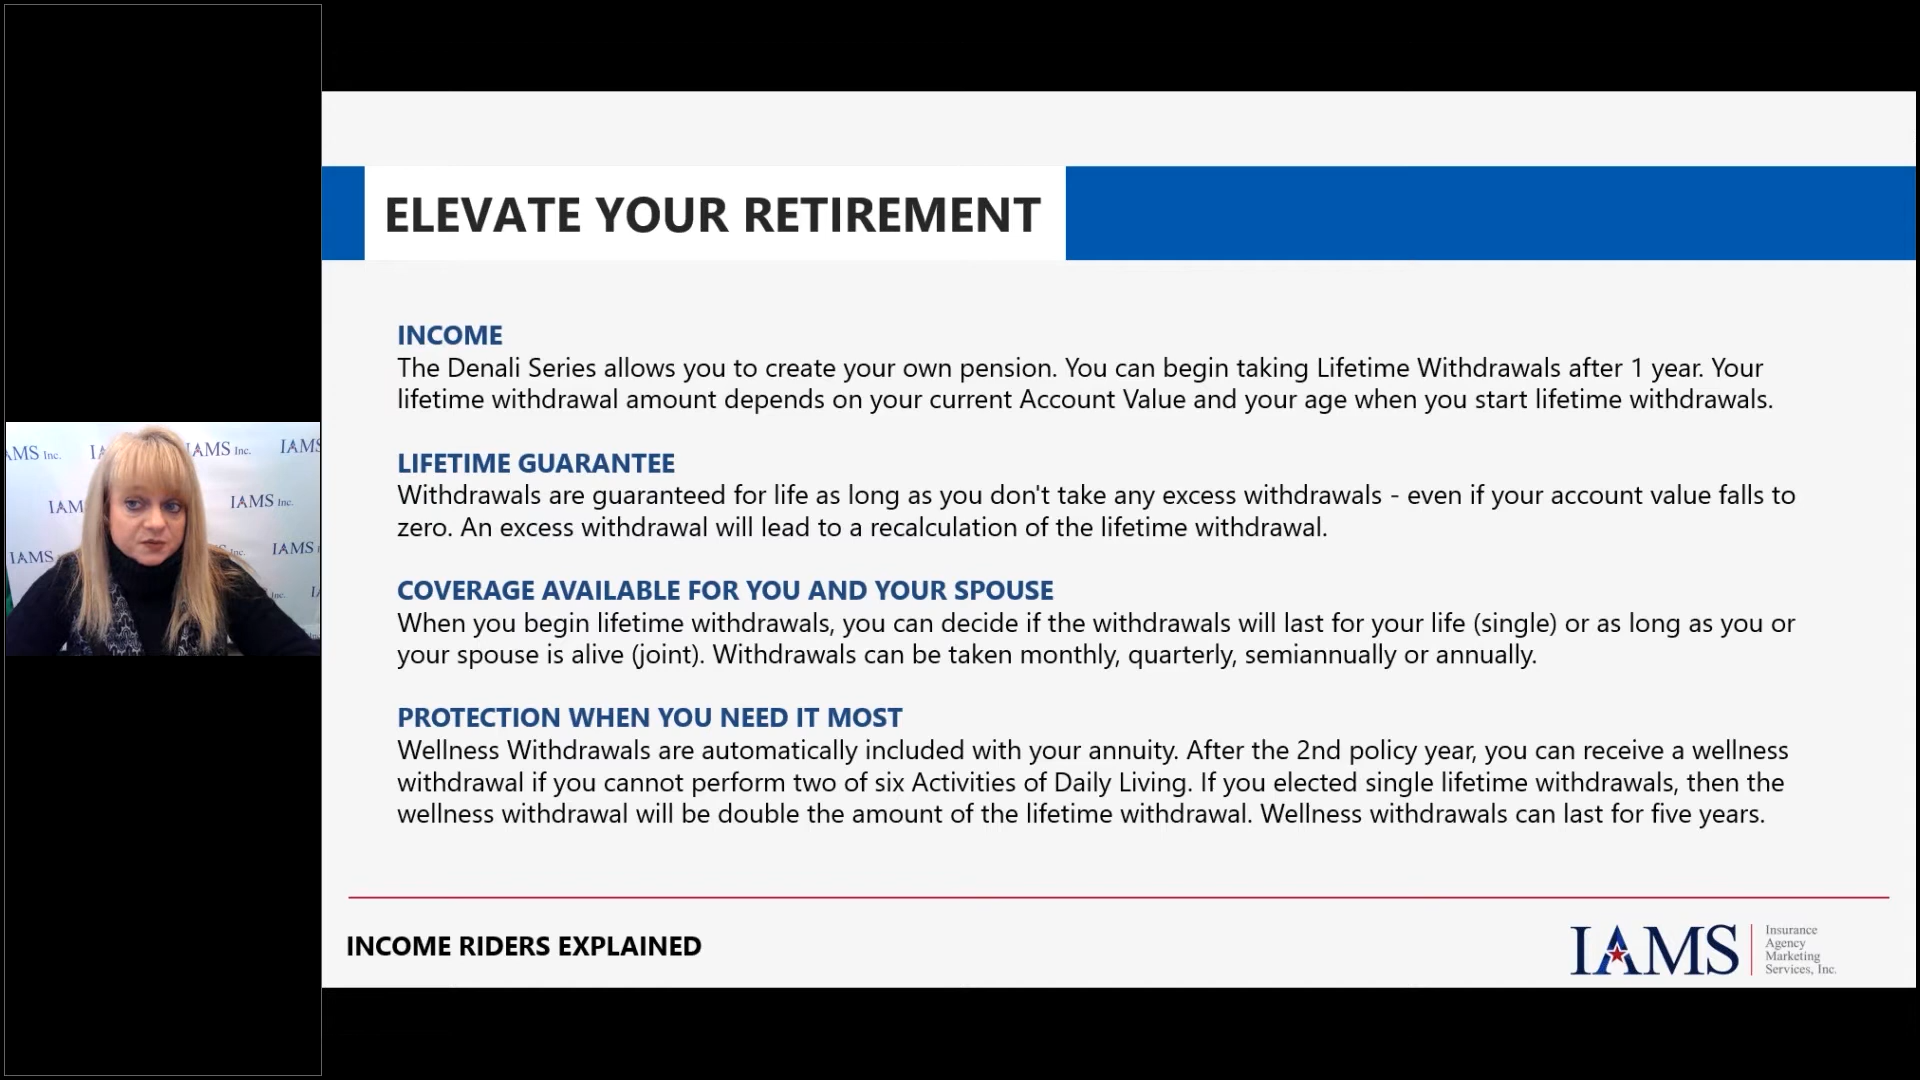 ELEVATE YOUR RETIREMENT
INCOME
The Denali Series allows you to create your own pension. You can begin taking Lifetime Withdrawals after 1 year. Your
lifetime withdrawal amount depends on your current Account Value and your age when you start lifetime withdrawals.
LIFETIME GUARANTEE
Withdrawals are guaranteed for life as long as you don't take any excess withdrawals - even if your account value falls to
zero. An excess withdrawal will lead to a recalculation of the lifetime withdrawal.
COVERAGE AVAILABLE FOR YOU AND YOUR SPOUSE
When you begin lifetime withdrawals, you can decide if the withdrawals will last for your life (single) or as long as you or
your spouse is alive (joint). Withdrawals can be taken monthly, quarterly, semiannually or annually.
PROTECTION WHEN YOU NEED IT MOST
Wellness Withdrawals are automatically included with your annuity. After the 2nd policy year, you can receive a wellness
withdrawal if you cannot perform two of six Activities of Daily Living. If you elected single lifetime withdrawals, then the
wellness withdrawal will be double the amount of the lifetime withdrawal. Wellness withdrawals can last for five years.
INCOME RIDERS EXPLAINED
IAMS
Insurance
Agency
Marketing
Services, Inc.
AMS Inc. IA AMS Inc. IAMS
IAM IAMS Inc.
IAMS Inc. IAMS
Inc.